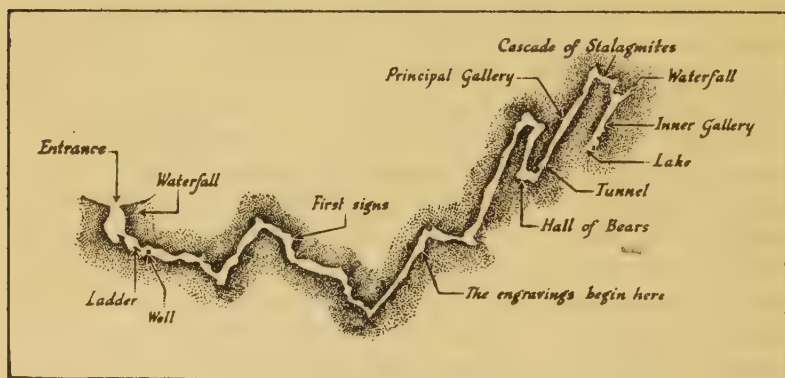 Cascade of Stalagmites
Principal Gallery
Waterfall
Inner Gallery
Entrance
Lake
Waterfall
Tunnel
First signs
Hall of Bears
Ladder
Well
The engravings begin here